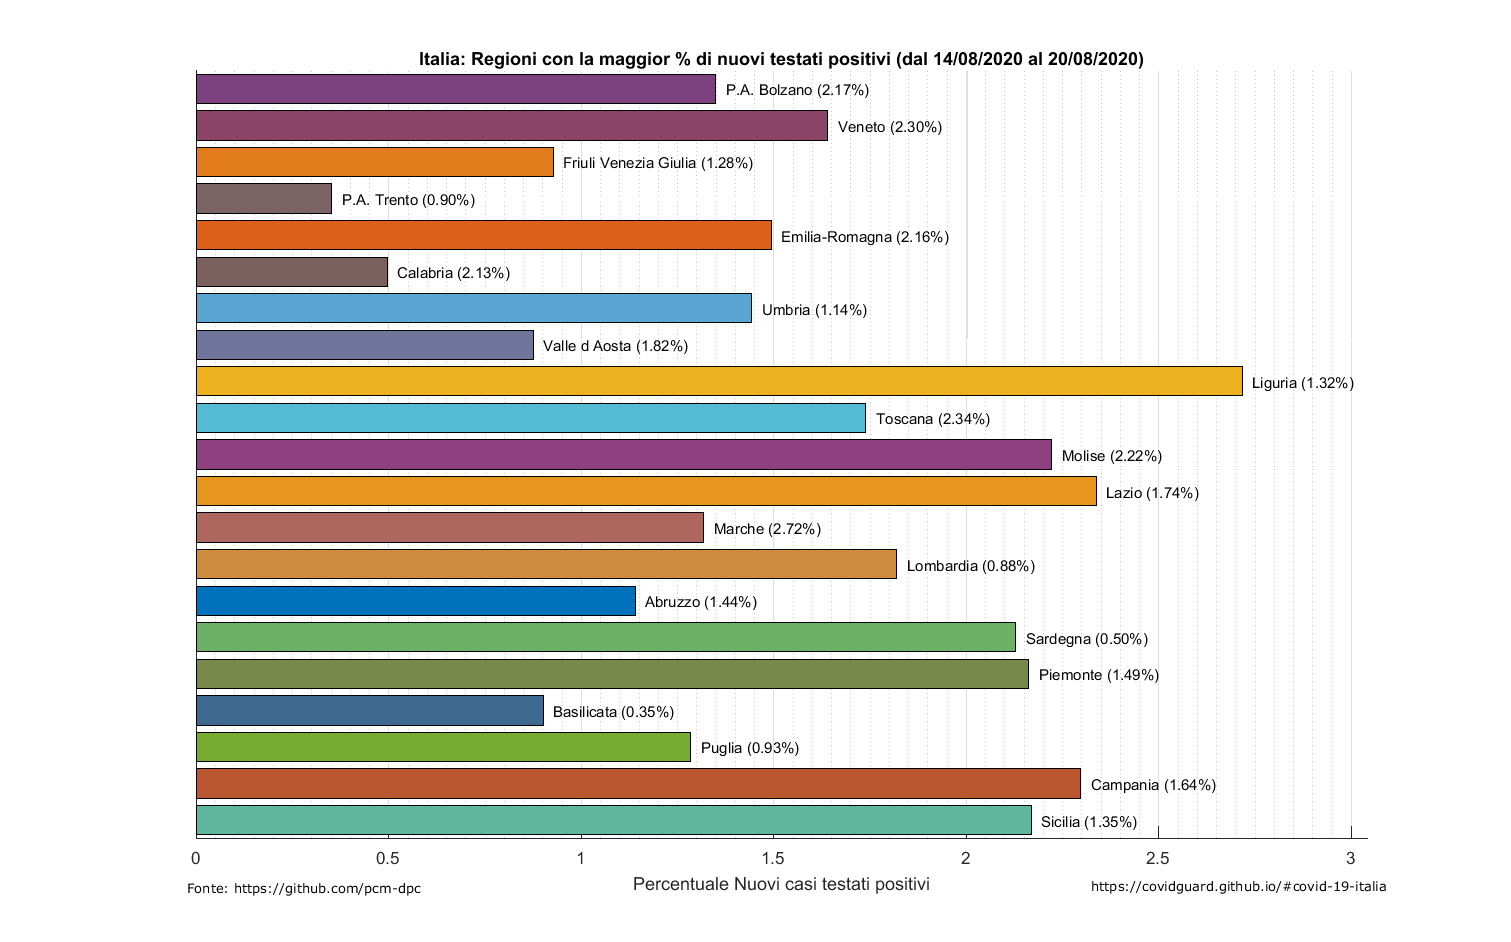 Italia: Regioni con la maggior % di nuovi testati positivi (dal 14/08/2020 al 20/08/2020)
P.A. Bolzano (2.17%)
Veneto (2.30%)
Friuli Venezia Giulia (1.28%)
P.A. Trento (0.90%)
Emilia-Romagna (2.16%)
Calabria (2.13%)
Umbria (1.14%)
Valle d Aosta (1.82%)
Liguria (1.32%)
Toscana (2.34%)
Molise (2.22%)
Lazio (1.74%)
Marche (2.72%)
Lombardia (0.88%)
Abruzzo (1.44%)
Sardegna (0.50%)
Piemonte (1.49%)
Basilicata (0.35%)
Puglia (0.93%)
Campania (1.64%)
Sicilia (1.35%)
0 0.5 1 1.5 2 2.5 3
Percentuale Nuovi casi testati positivi
Fonte: https://github.com/pcm-dpc
https://covidguard.github.io/#covid-19-italia